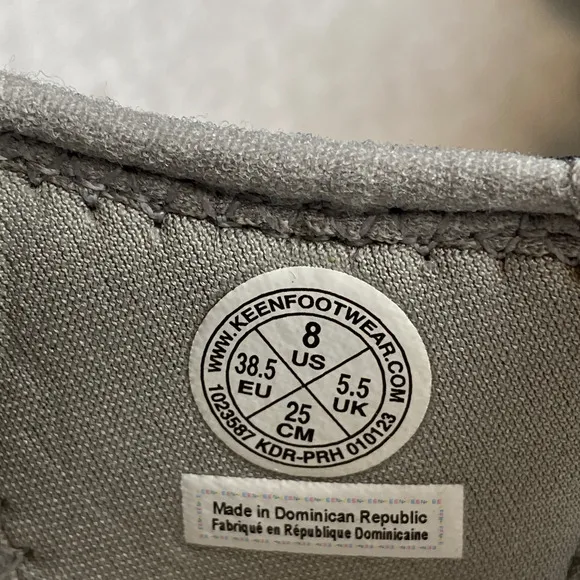 WWW.KEENFOOTWEAR.COM
8
US
38.5
EU
5.5
UK
25
CM
1023587 KDR-PRH 010123
Made in Dominican Republic
Fabriqué en République Dominicaine